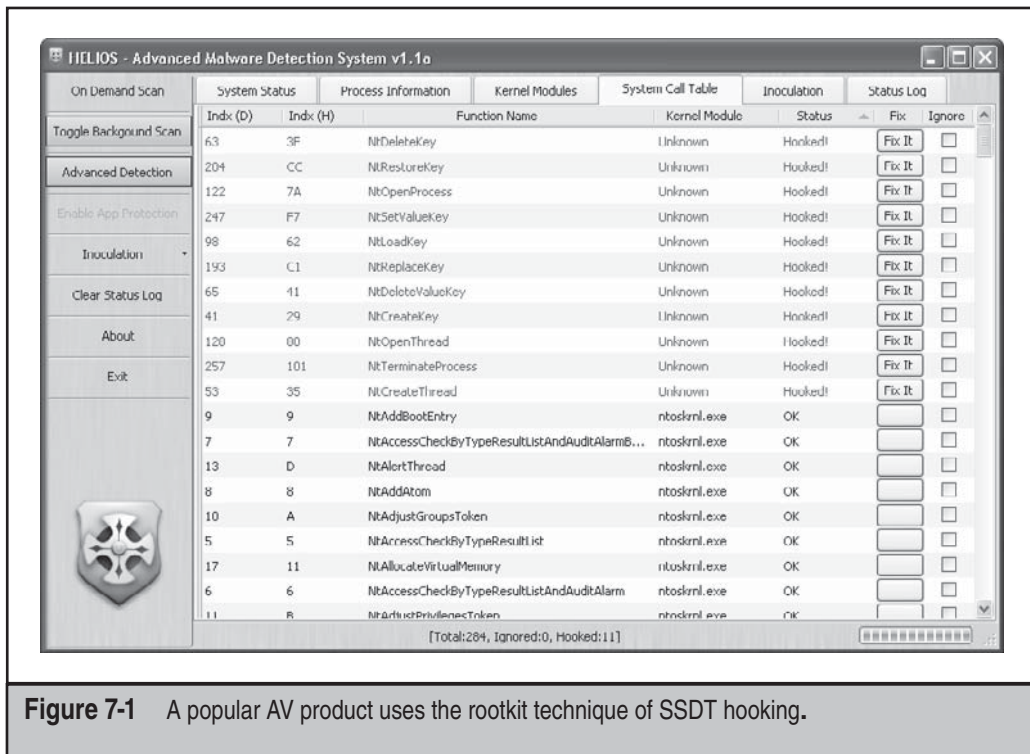 HELIOS - Advanced Malware Detection System v1.1a
On Demand Scan
Toggle Backgound Scan
Advanced Detection
Enable App Protection
Inoculation
Clear Status Log
About
Exit
System Status Process Information Kernel Modules System Call Table Inoculation Status Log
Indx (D) Indx (H) Function Name Kernel Module Status Fix Ignore
63 3F NtDeleteKey Unknown Hooked! Fix It
204 CC NtRestoreKey Unknown Hooked! Fix It
122 7A NtOpenProcess Unknown Hooked! Fix It
247 F7 NtSetValueKey Unknown Hooked! Fix It
98 62 NtLoadKey Unknown Hooked! Fix It
193 C1 NtReplaceKey Unknown Hooked! Fix It
65 41 NtDeleteValueKey Unknown Hooked! Fix It
41 29 NtCreateKey Unknown Hooked! Fix It
128 80 NtOpenThread Unknown Hooked! Fix It
257 101 NtTerminateProcess Unknown Hooked! Fix It
53 35 NtCreateThread Unknown Hooked! Fix It
9 9 NtAddBootEntry ntoskrnl.exe OK
7 7 NtAccessCheckByTypeResultListAndAuditAlarmB... ntoskrnl.exe OK
13 D NtAlertThread ntoskrnl.exe OK
8 8 NtAddAtom ntoskrnl.exe OK
10 A NtAdjustGroupsToken ntoskrnl.exe OK
5 5 NtAccessCheckByTypeResultList ntoskrnl.exe OK
17 11 NtAllocateVirtualMemory ntoskrnl.exe OK
6 6 NtAccessCheckByTypeResultListAndAuditAlarm ntoskrnl.exe OK
11 B NtAdjustPrivilegesToken ntoskrnl.exe OK
[Total:284, Ignored:0, Hooked:11]
Figure 7-1 A popular AV product uses the rootkit technique of SSDT hooking.